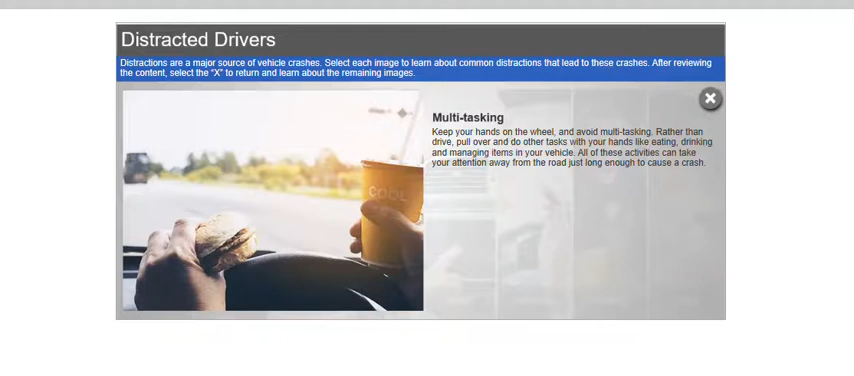 Distracted Drivers
Distractions are a major source of vehicle crashes. Select each image to learn about common distractions that lead to these crashes. After reviewing
the content, select the "X" to return and learn about the remaining images.
Multi-tasking
Keep your hands on the wheel, and avoid multi-tasking. Rather than
drive, pull over and do other tasks with your hands like eating, drinking
and managing items in your vehicle. All of these activities can take
your attention away from the road just long enough to cause a crash.
COOL